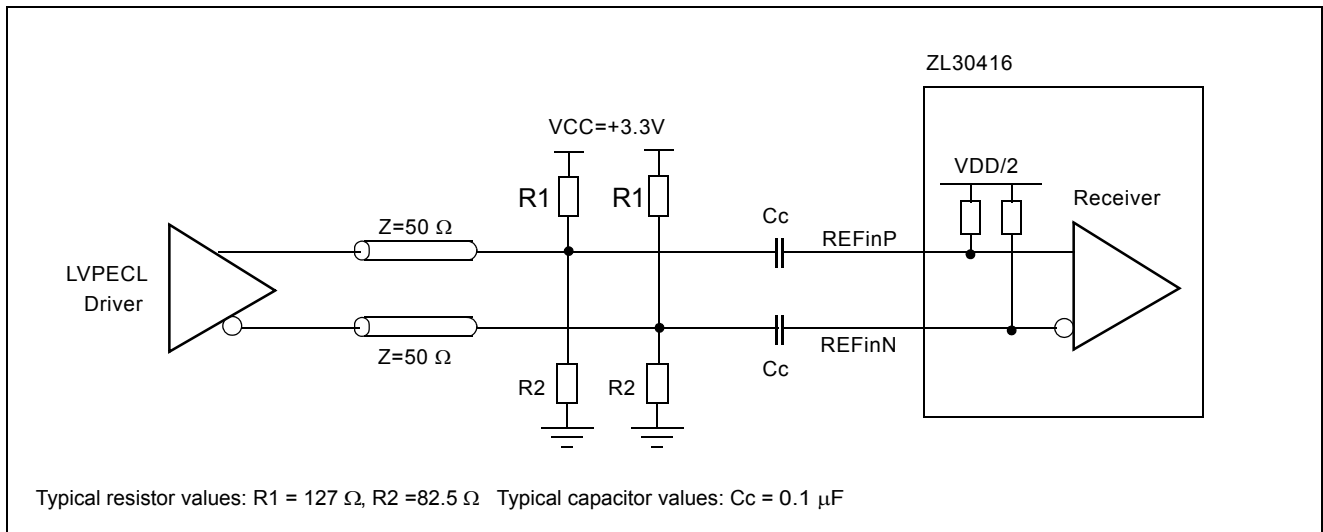 ZL30416
VCC=+3.3V
VDD/2
R1 R1
Receiver
Cc
Z=50 Ω
REFinP
LVPECL
Driver
Z=50 Ω
REFinN
Cc
R2 R2
Typical resistor values: R1 = 127 Ω, R2 =82.5 Ω Typical capacitor values: Cc = 0.1 μF